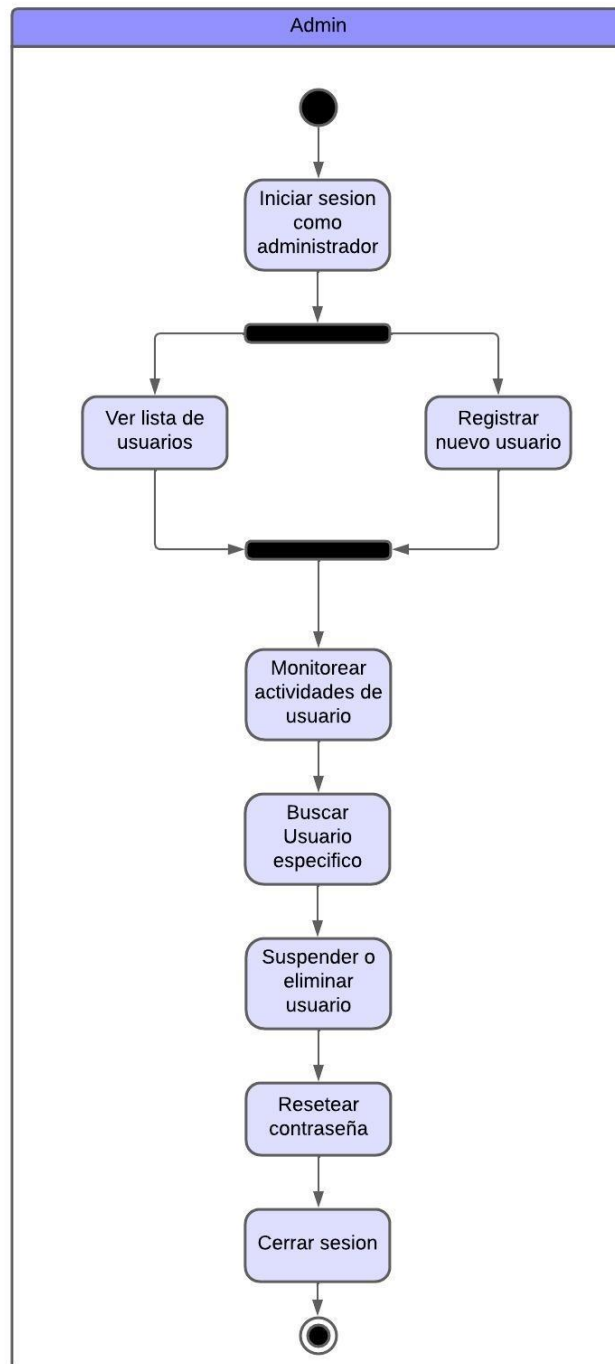 Admin
Iniciar sesion
como
administrador
Ver lista de
usuarios
Registrar
nuevo usuario
Monitorear
actividades de
usuario
Buscar
Usuario
especifico
Suspender o
eliminar
usuario
Resetear
contraseña
Cerrar sesion